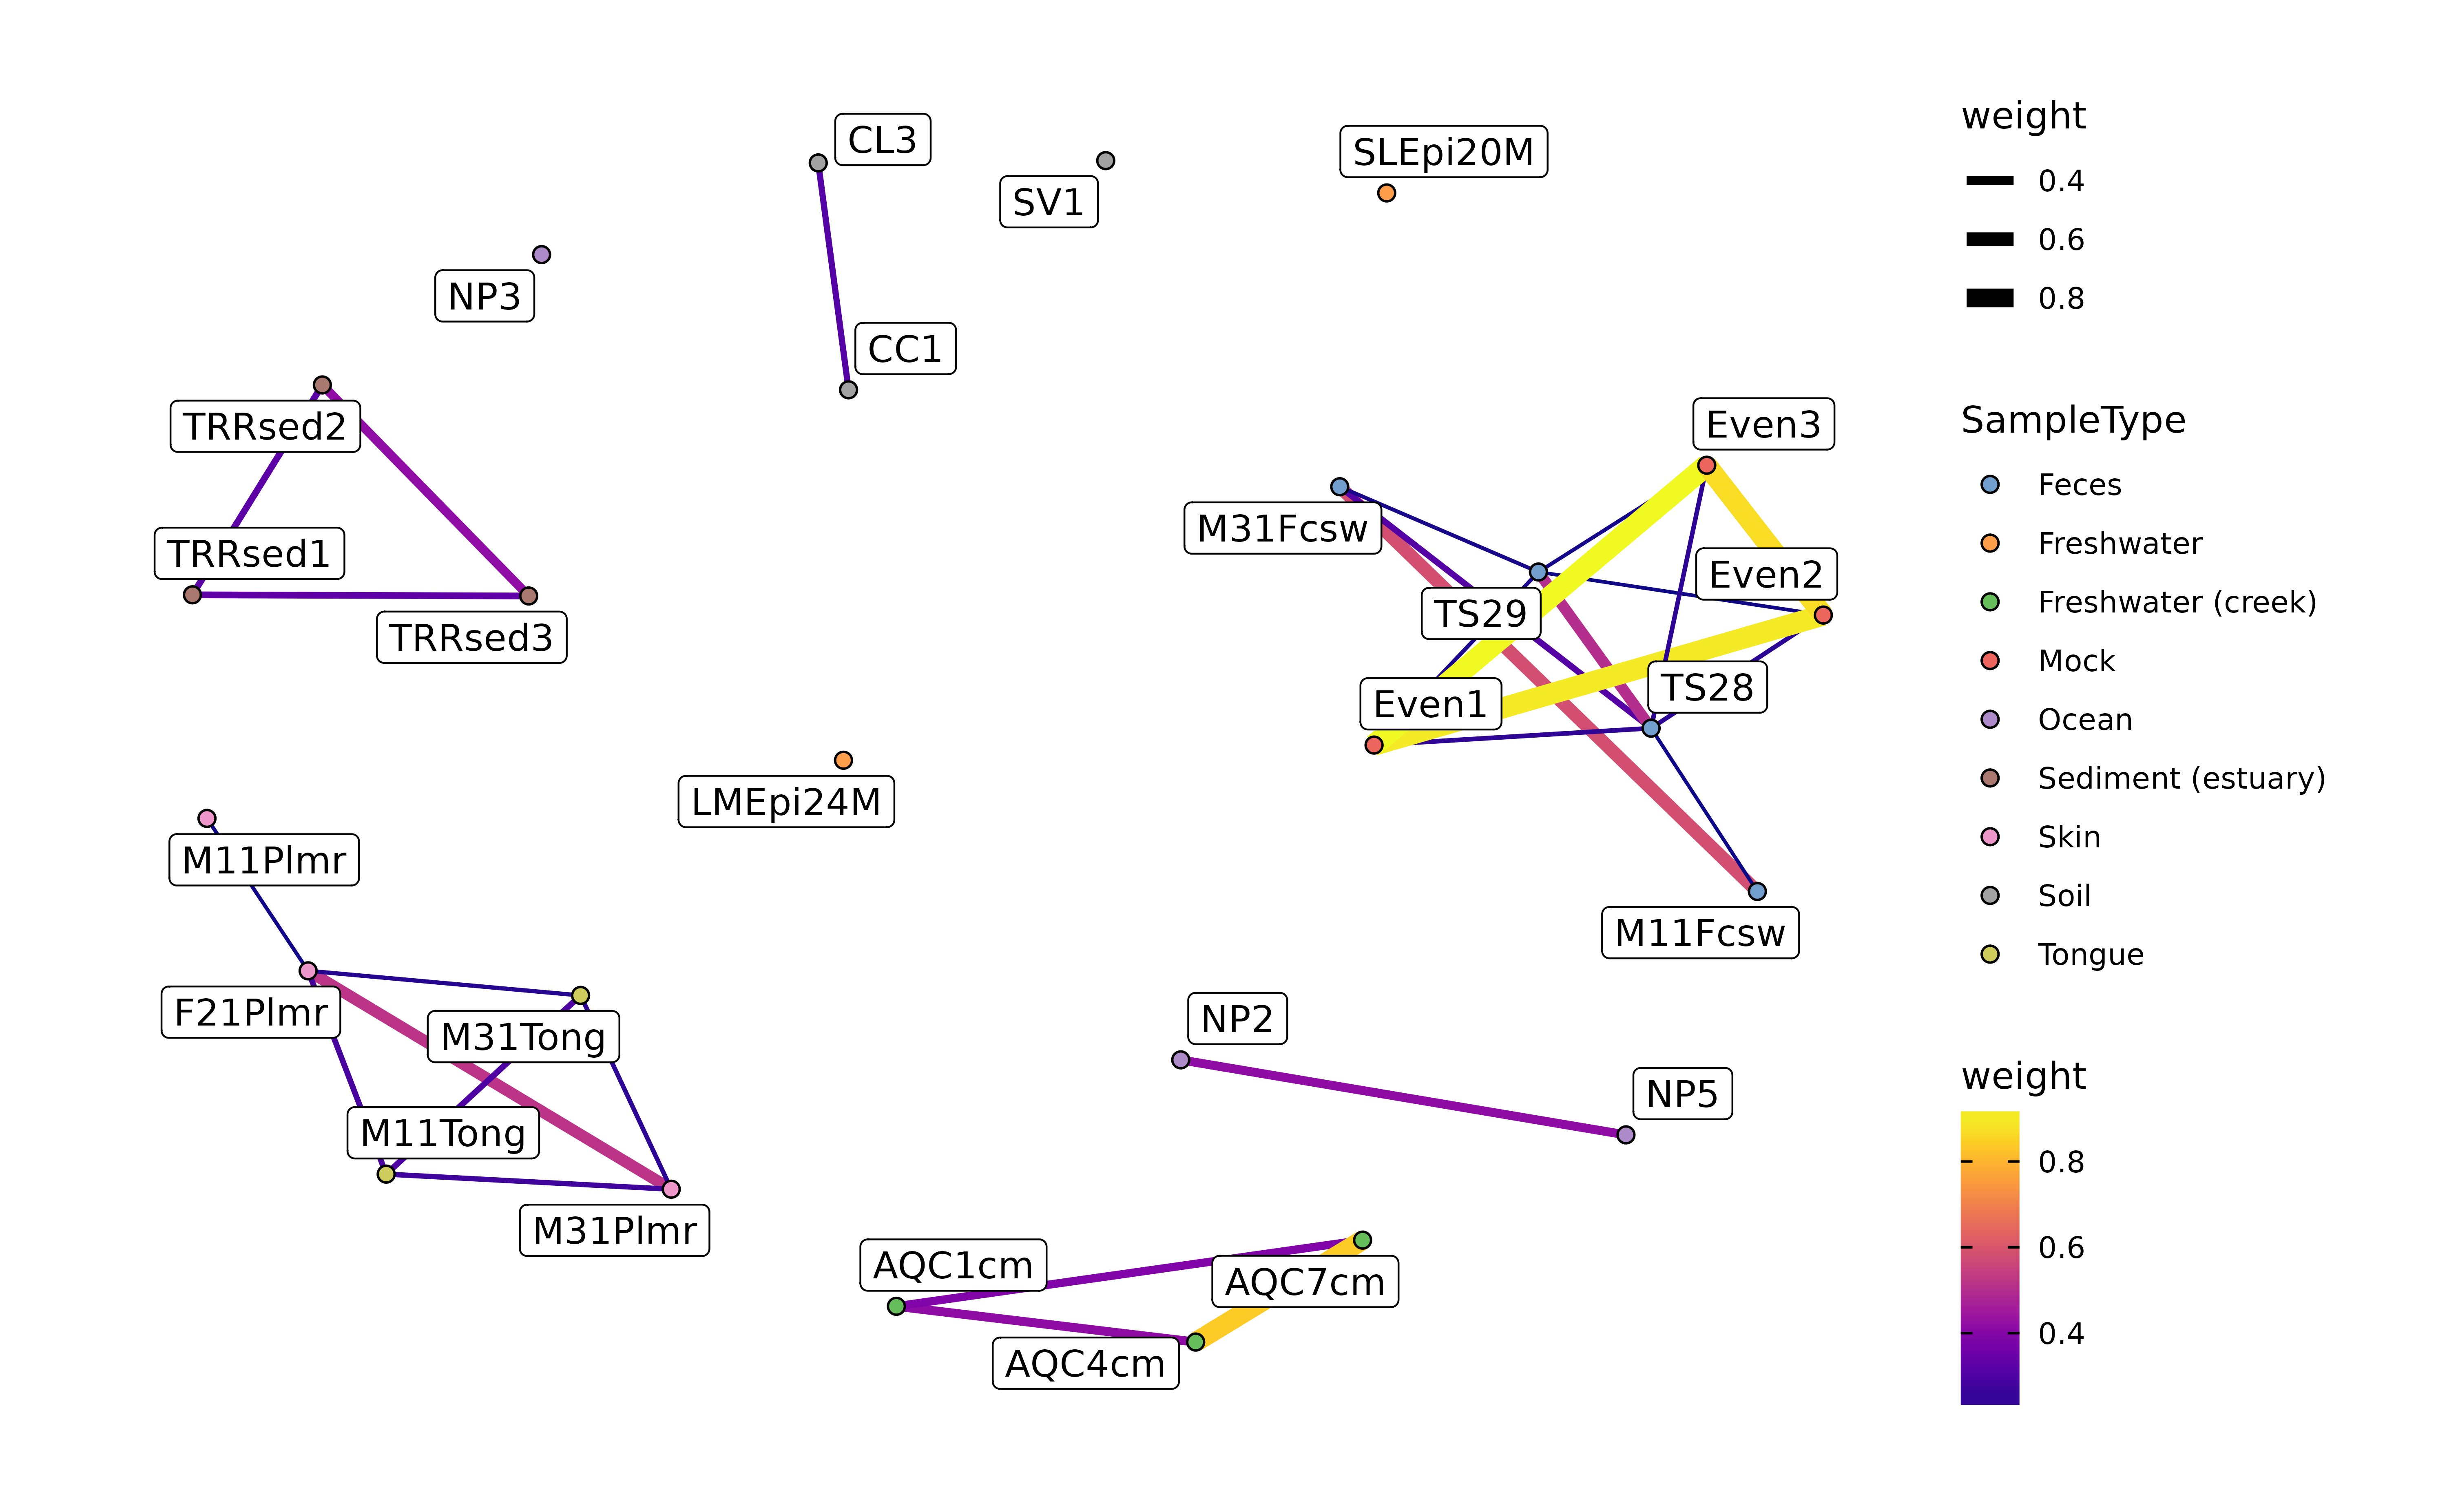 CL3
SV1
SLEpi20M
NP3
CC1
TRRsed2
TRRsed1
TRRsed3
Even3
M31Fcsw
Even2
TS29
TS28
Even1
LMEpi24M
M11Plmr
M11Fcsw
F21Plmr
M31Tong
M11Tong
M31Plmr
NP2
NP5
AQC1cm
AQC7cm
AQC4cm
weight
0.4
0.6
0.8
SampleType
Feces
Freshwater
Freshwater (creek)
Mock
Ocean
Sediment (estuary)
Skin
Soil
Tongue
weight
0.8
0.6
0.4